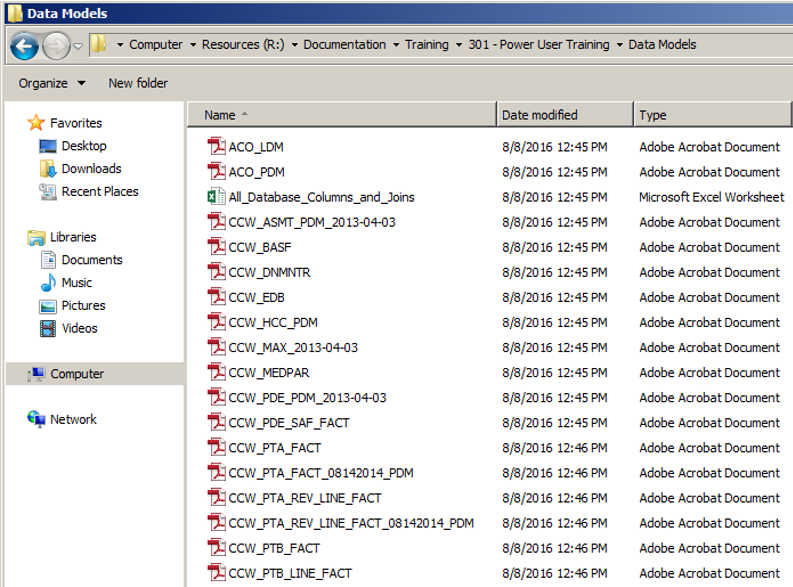 Data Models
Computer Resources (R:) Documentation Training 301 - Power User Training Data Models
Organize New folder
Favorites
Desktop
Downloads
Recent Places
Libraries
Documents
Music
Pictures
Videos
Computer
Network
Name Date modified Type
ACO_LDM 8/8/2016 12:45 PM Adobe Acrobat Document
ACO_PDM 8/8/2016 12:45 PM Adobe Acrobat Document
All_Database_Columns_and_Joins 8/8/2016 12:45 PM Microsoft Excel Worksheet
CCW_ASMT_PDM_2013-04-03 8/8/2016 12:45 PM Adobe Acrobat Document
CCW_BASF 8/8/2016 12:45 PM Adobe Acrobat Document
CCW_DNMNTR 8/8/2016 12:45 PM Adobe Acrobat Document
CCW_EDB 8/8/2016 12:45 PM Adobe Acrobat Document
CCW_HCC_PDM 8/8/2016 12:45 PM Adobe Acrobat Document
CCW_MAX_2013-04-03 8/8/2016 12:45 PM Adobe Acrobat Document
CCW_MEDPAR 8/8/2016 12:45 PM Adobe Acrobat Document
CCW_PDE_PDM_2013-04-03 8/8/2016 12:45 PM Adobe Acrobat Document
CCW_PDE_SAF_FACT 8/8/2016 12:45 PM Adobe Acrobat Document
CCW_PTA_FACT 8/8/2016 12:46 PM Adobe Acrobat Document
CCW_PTA_FACT_08142014_PDM 8/8/2016 12:46 PM Adobe Acrobat Document
CCW_PTA_REV_LINE_FACT 8/8/2016 12:46 PM Adobe Acrobat Document
CCW_PTA_REV_LINE_FACT_08142014_PDM 8/8/2016 12:46 PM Adobe Acrobat Document
CCW_PTB_FACT 8/8/2016 12:46 PM Adobe Acrobat Document
CCW_PTB_LINE_FACT 8/8/2016 12:46 PM Adobe Acrobat Document